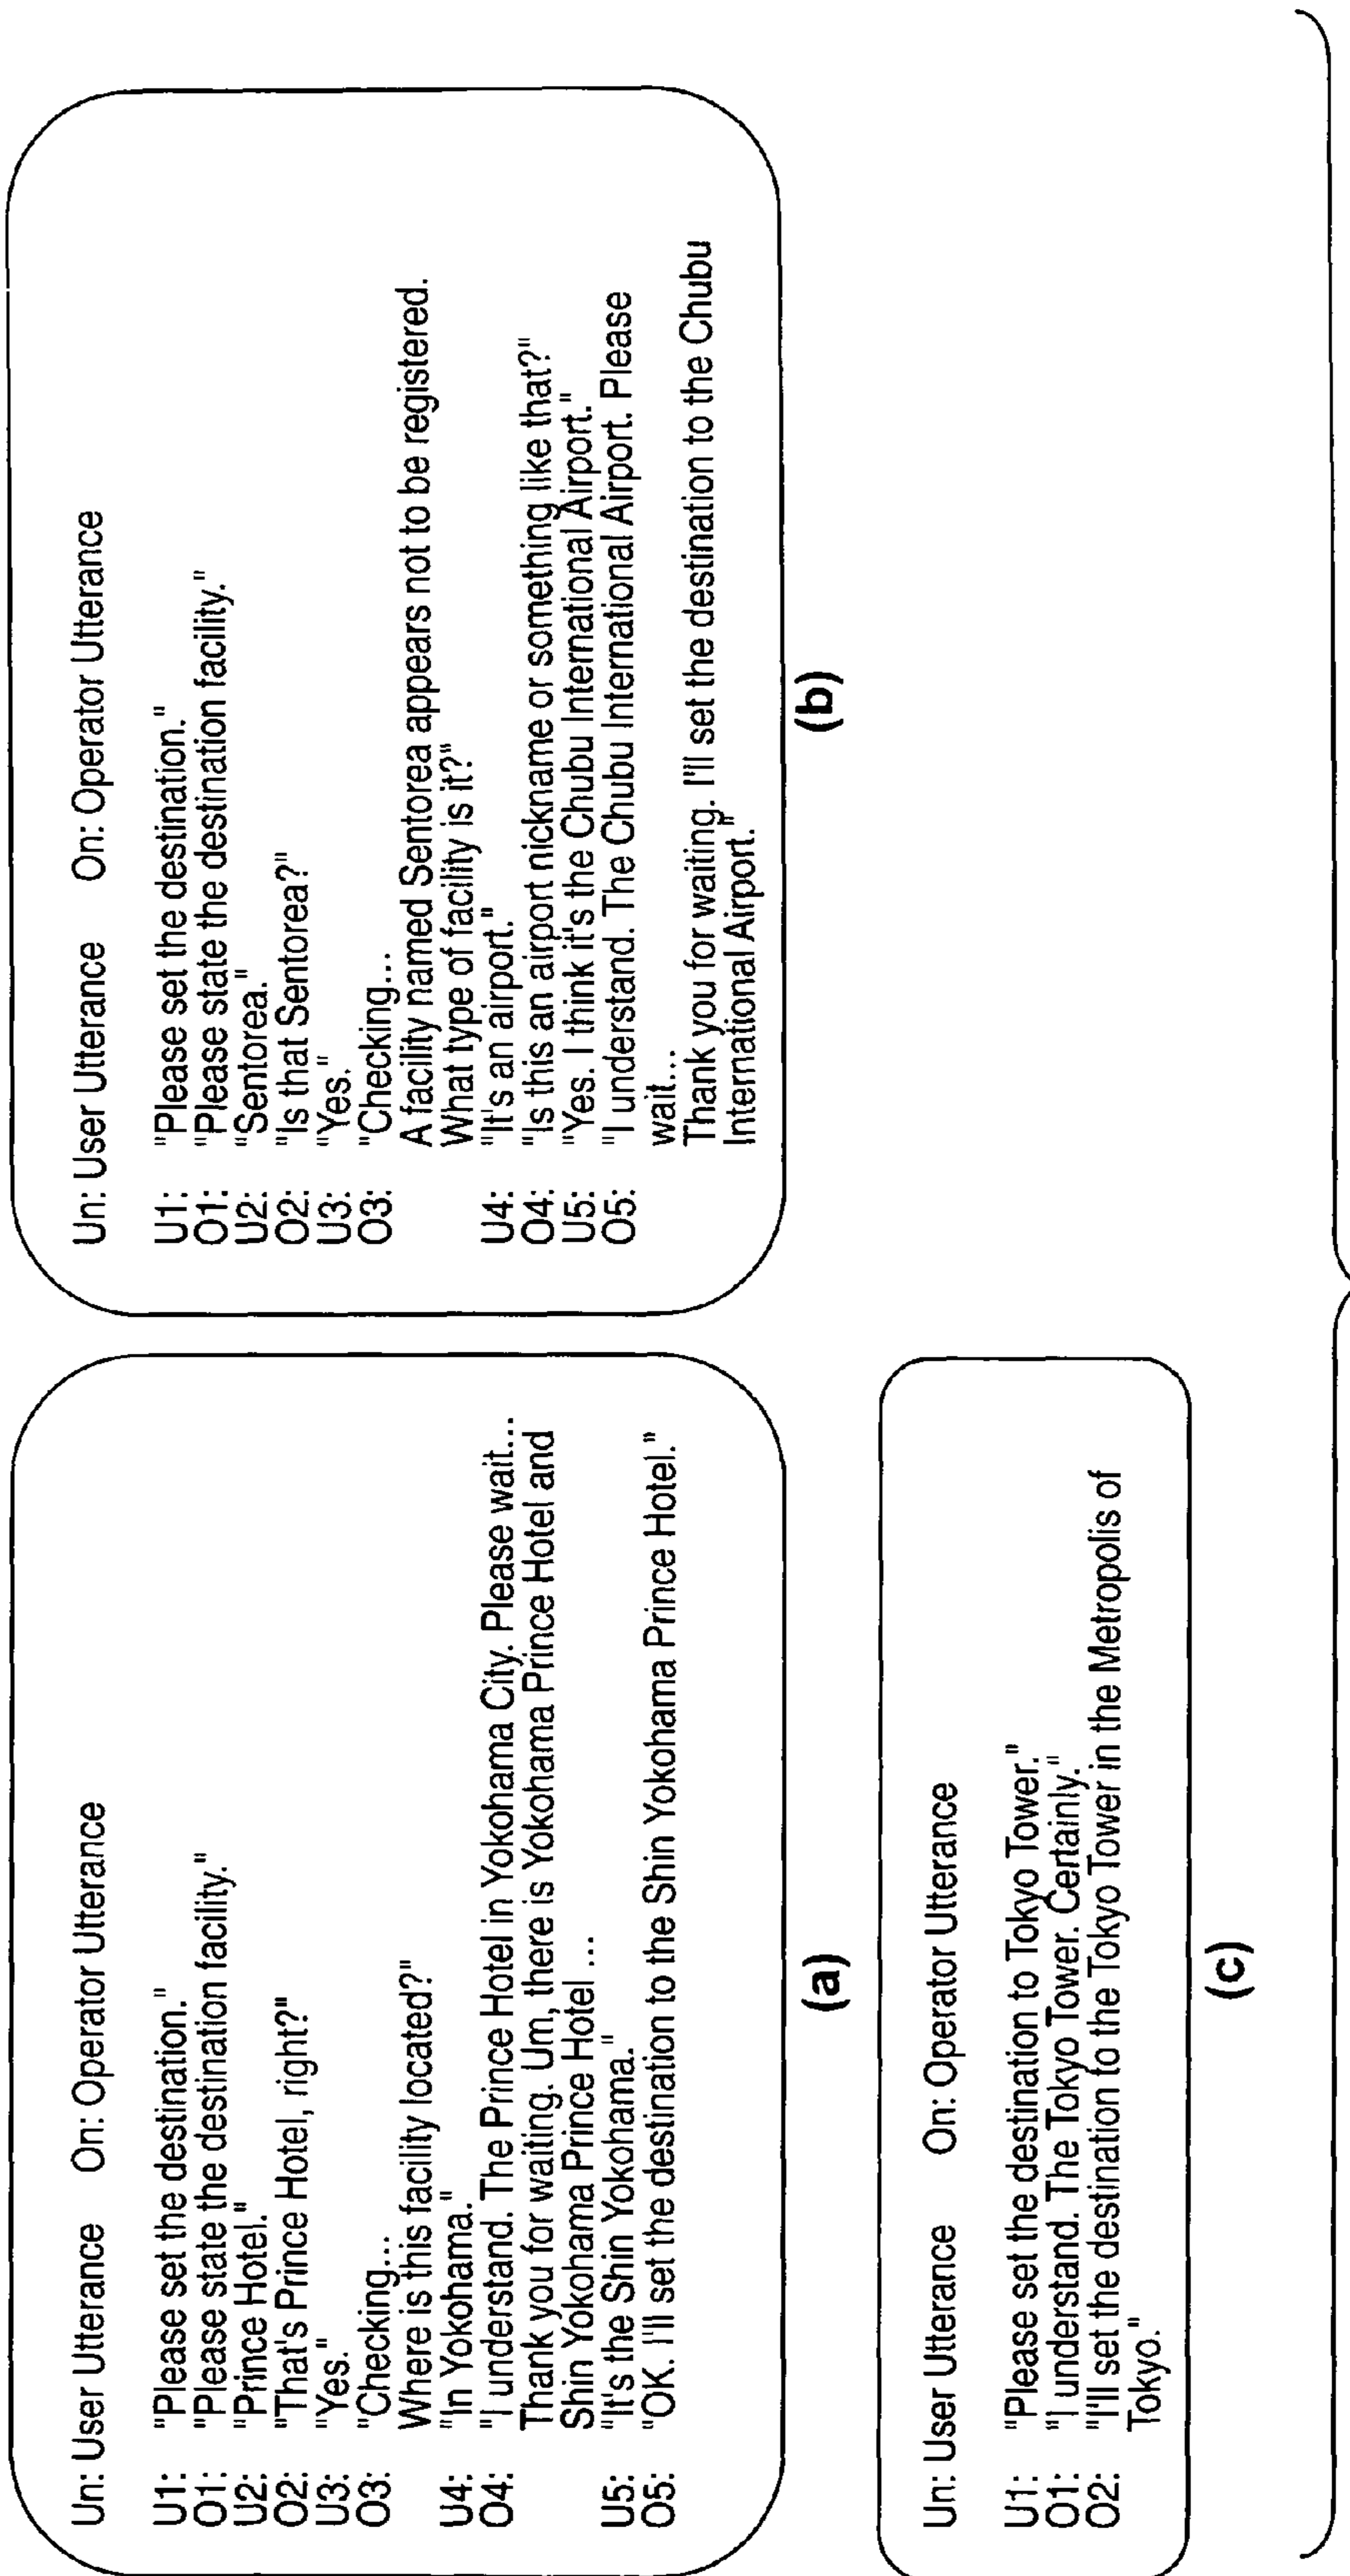 Un: User Utterance On: Operator Utterance
U1: "Please set the destination."
O1: "Please state the destination facility."
U2: "Prince Hotel."
O2: "That's Prince Hotel, right?"
U3: "Yes."
O3: "Checking...
Where is this facility located?"
U4: "In Yokohama."
O4: "I understand. The Prince Hotel in Yokohama City. Please wait...
Thank you for waiting. Um, there is Yokohama Prince Hotel and
Shin Yokohama Prince Hotel ...
U5: "It's the Shin Yokohama."
O5: "OK. I'll set the destination to the Shin Yokohama Prince Hotel."
(a)
Un: User Utterance On: Operator Utterance
U1: "Please set the destination."
O1: "Please state the destination facility."
U2: "Sentorea."
O2: "Is that Sentorea?"
U3: "Yes."
O3: "Checking...
A facility named Sentorea appears not to be registered.
What type of facility is it?"
U4: "It's an airport."
O4: "Is this an airport nickname or something like that?"
U5: "Yes. I think it's the Chubu International Airport."
O5: "I understand. The Chubu International Airport. Please
wait...
Thank you for waiting. I'll set the destination to the Chubu
International Airport."
(b)
Un: User Utterance On: Operator Utterance
U1: "Please set the destination to Tokyo Tower."
O1: "I understand. The Tokyo Tower. Certainly."
O2: "I'll set the destination to the Tokyo Tower in the Metropolis of
Tokyo."
(c)